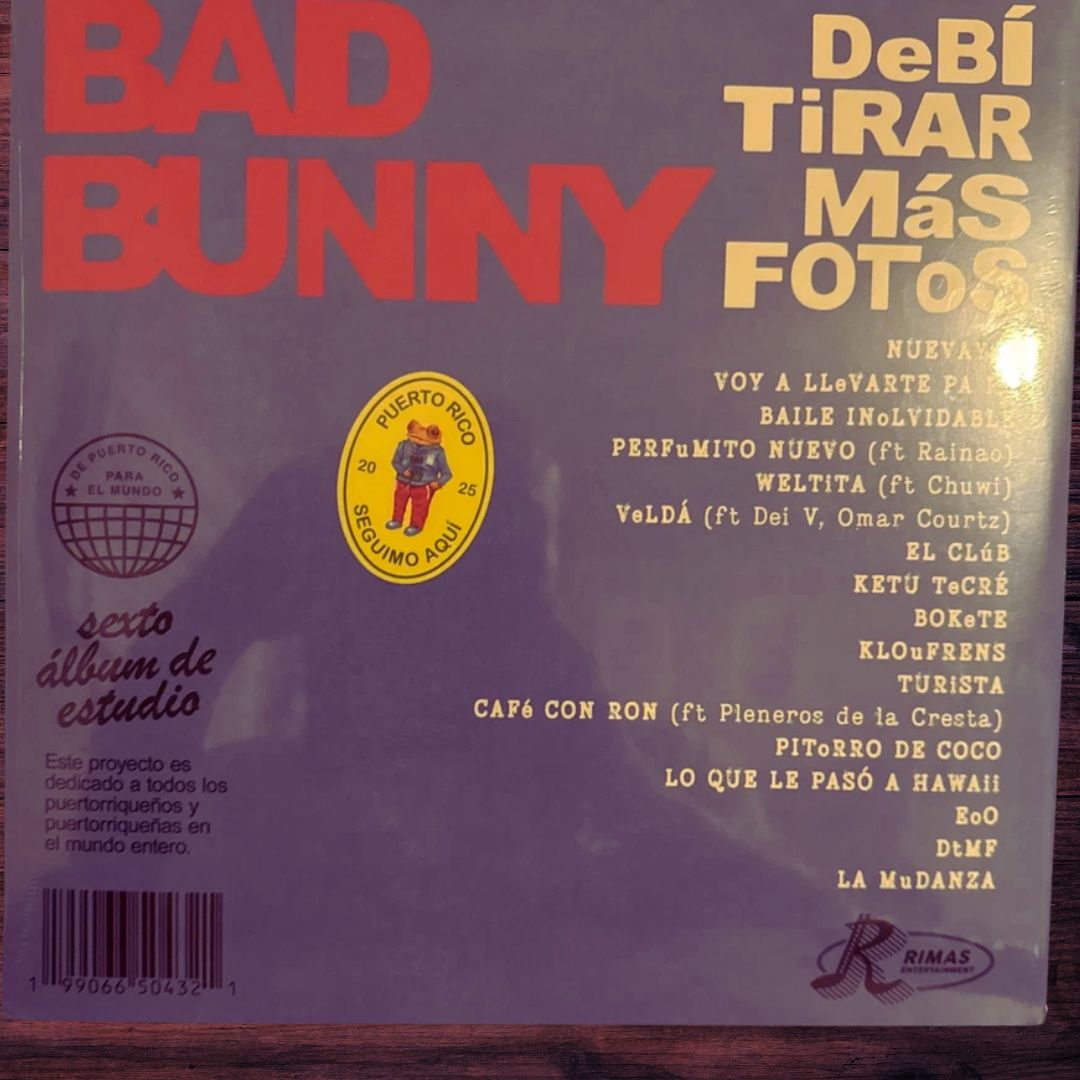 BAD
BUNNY
DeBÍ
TiRAR
MáS
FOToS
VOY A LLeVARTE PA
BAILE INoLVIDABLE
PERFuMITO NUEVO (ft Rainao)
WELTiTA (ft Chuwi)
VeLDÁ (ft Dei V, Omar Courtz)
EL CLúB
KETU TeCRÉ
BOKeTE
KLOuFRENS
TURiSTA
CAFé CON RON (ft Pleneros de la Cresta)
PIToRRO DE COCO
LO QUE LE PASÓ A HAWAii
EoO
DtMF
LA MuDANZA
PUERTO RICO
20 25
SEGUIMO AQUÍ
DE PUERTO RICO
PARA
EL MUNDO
sexto
álbum de
estudio
Este proyecto es
dedicado a todos los
puertorriqueños y
puertorriqueñas en
el mundo entero.
1 99066 50432 1
R RIMAS
ENTERTAINMENT